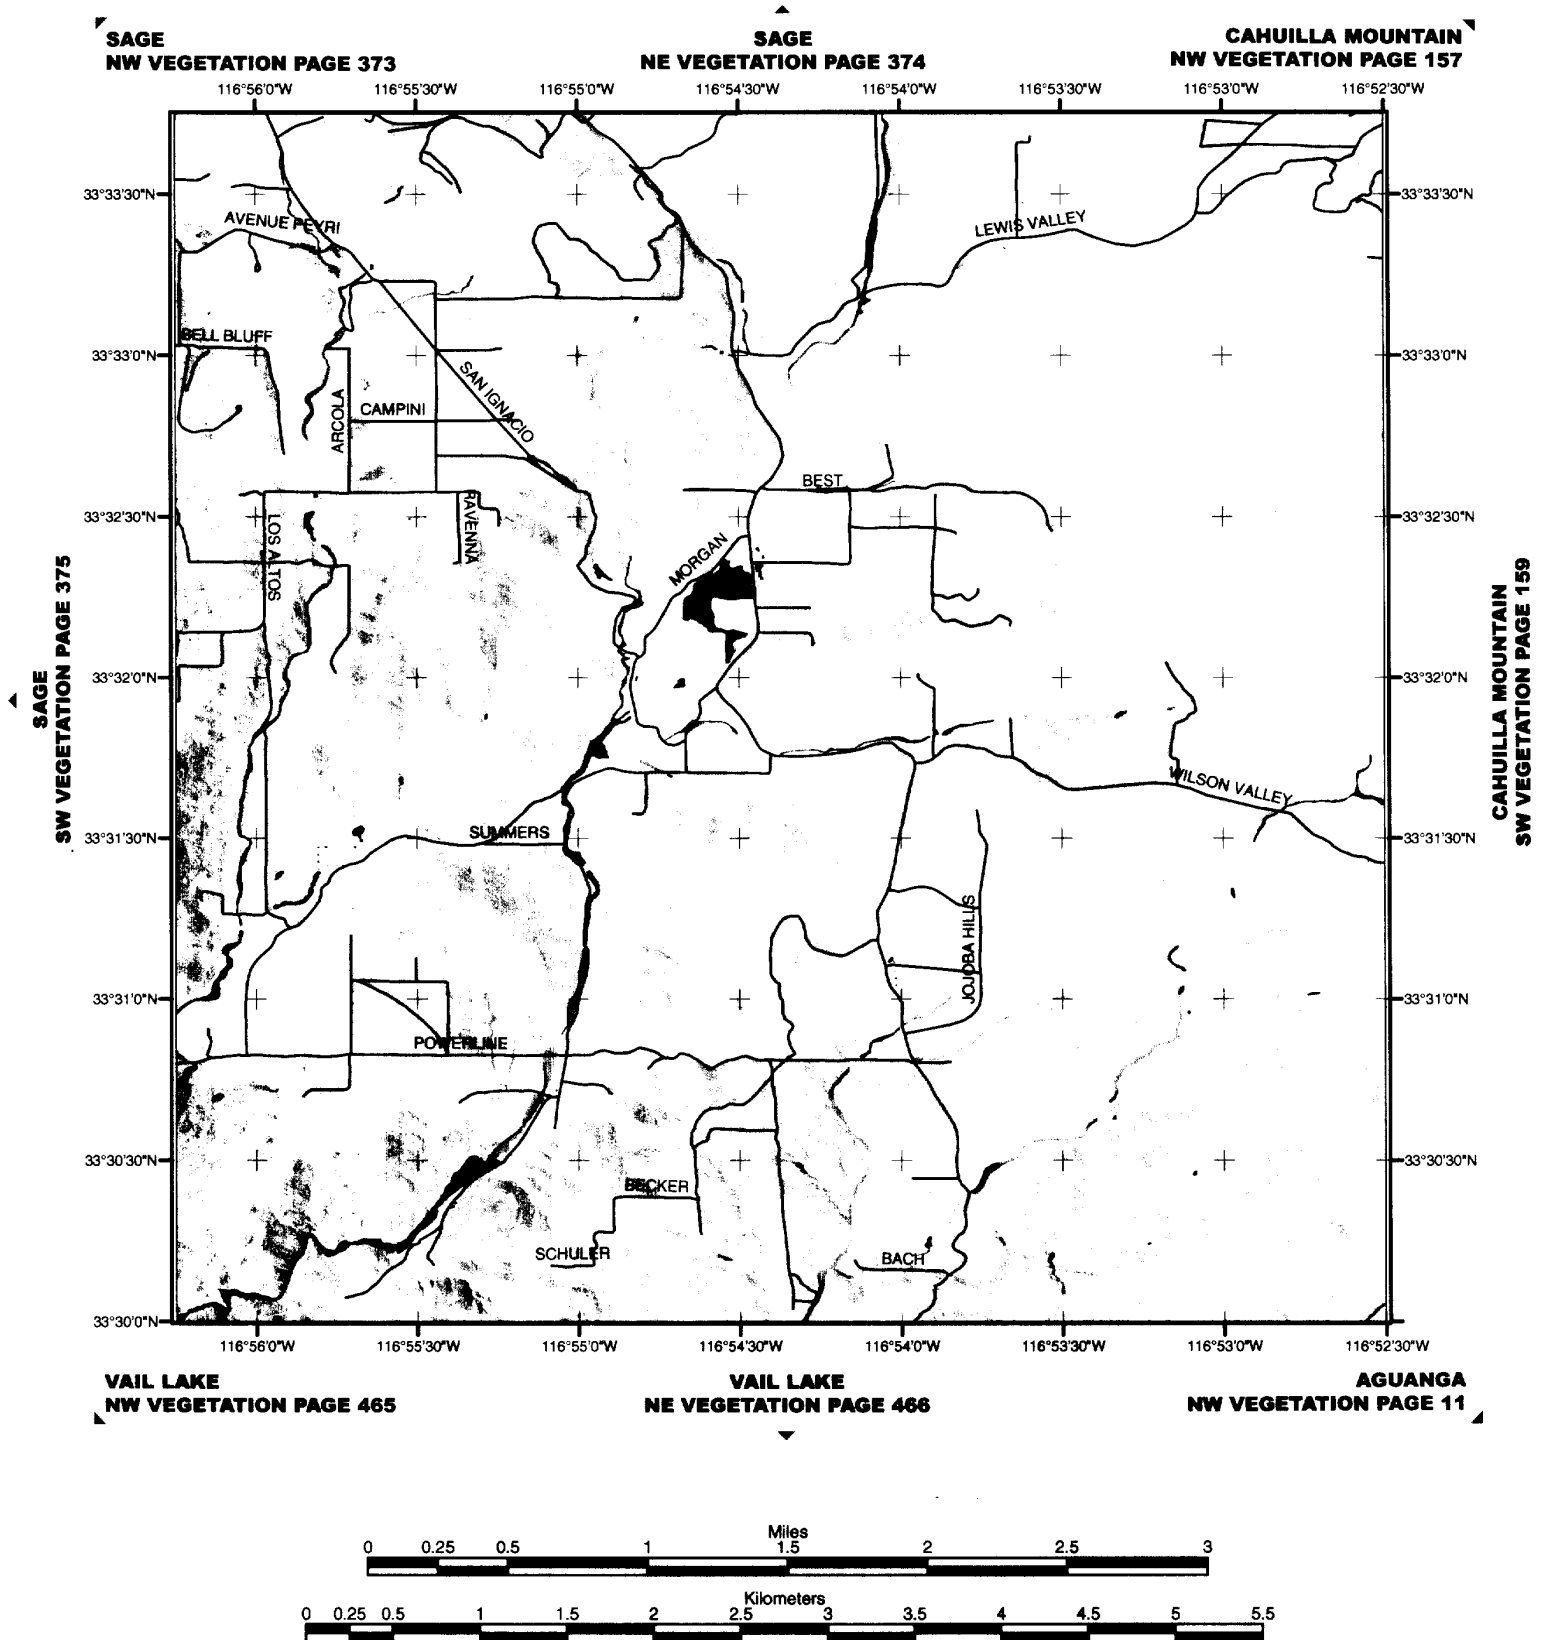 SAGE
NW VEGETATION PAGE 373
SAGE
NE VEGETATION PAGE 374
CAHUILLA MOUNTAIN
NW VEGETATION PAGE 157
116°56'0"W 116°55'30"W 116°55'0"W 116°54'30"W 116°54'0"W 116°53'30"W 116°53'0"W 116°52'30"W
33°33'30"N
33°33'30"N
AVENUE PEYRI
LEWIS VALLEY
BELL BLUFF
33°33'0"N
33°33'0"N
SAN IGNACIO
ARCOLA
CAMPINI
BEST
33°32'30"N
33°32'30"N
LOS ALTOS
RAVENNA
MORGAN
SAGE
SW VEGETATION PAGE 375
CAHUILLA MOUNTAIN
SW VEGETATION PAGE 159
33°32'0"N
33°32'0"N
WILSON VALLEY
SUMMERS
33°31'30"N
33°31'30"N
JOJOBA HILLS
33°31'0"N
33°31'0"N
POWERLINE
33°30'30"N
33°30'30"N
BECKER
SCHULER
BACH
33°30'0"N
116°56'0"W 116°55'30"W 116°55'0"W 116°54'30"W 116°54'0"W 116°53'30"W 116°53'0"W 116°52'30"W
VAIL LAKE
NW VEGETATION PAGE 465
VAIL LAKE
NE VEGETATION PAGE 466
AGUANGA
NW VEGETATION PAGE 11
Miles
0 0.25 0.5 1 1.5 2 2.5 3
Kilometers
0 0.25 0.5 1 1.5 2 2.5 3 3.5 4 4.5 5 5.5